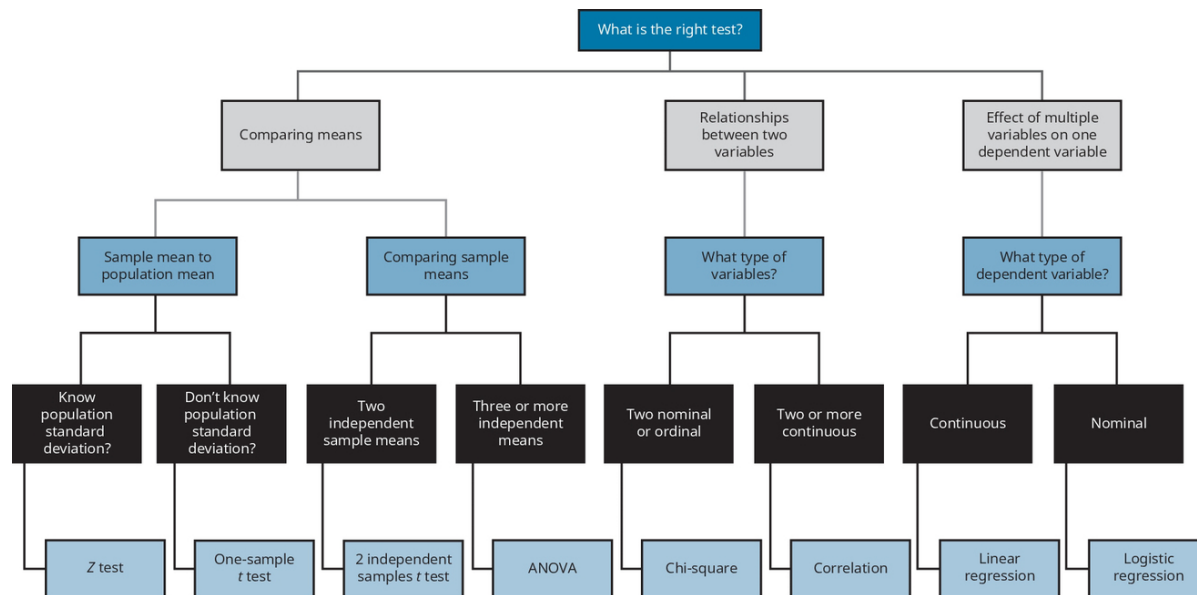 What is the right test?
Comparing means
Relationships
between two
variables
Effect of multiple
variables on one
dependent variable
Sample mean to
population mean
Comparing sample
means
What type of
variables?
What type of
dependent variable?
Know
population
standard
deviation?
Don't know
population
standard
deviation?
Two
independent
sample means
Three or more
independent
means
Two nominal
or ordinal
Two or more
continuous
Continuous
Nominal
Z test
One-sample
t test
2 independent
samples t test
ANOVA
Chi-square
Correlation
Linear
regression
Logistic
regression